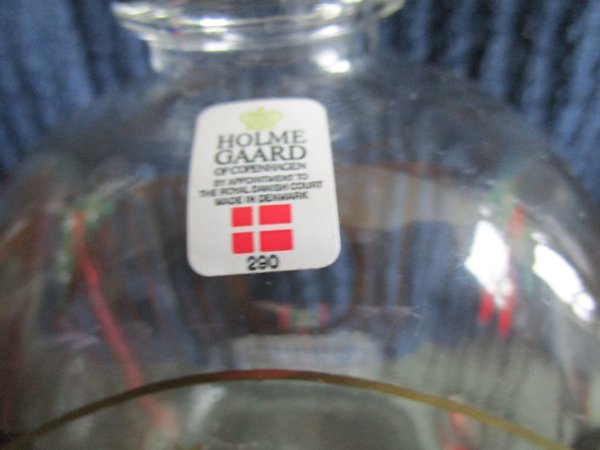 HOLME
GAARD
OF COPENHAGEN
BY APPOINTMENT TO
THE ROYAL DANISH COURT
MADE IN DENMARK
290